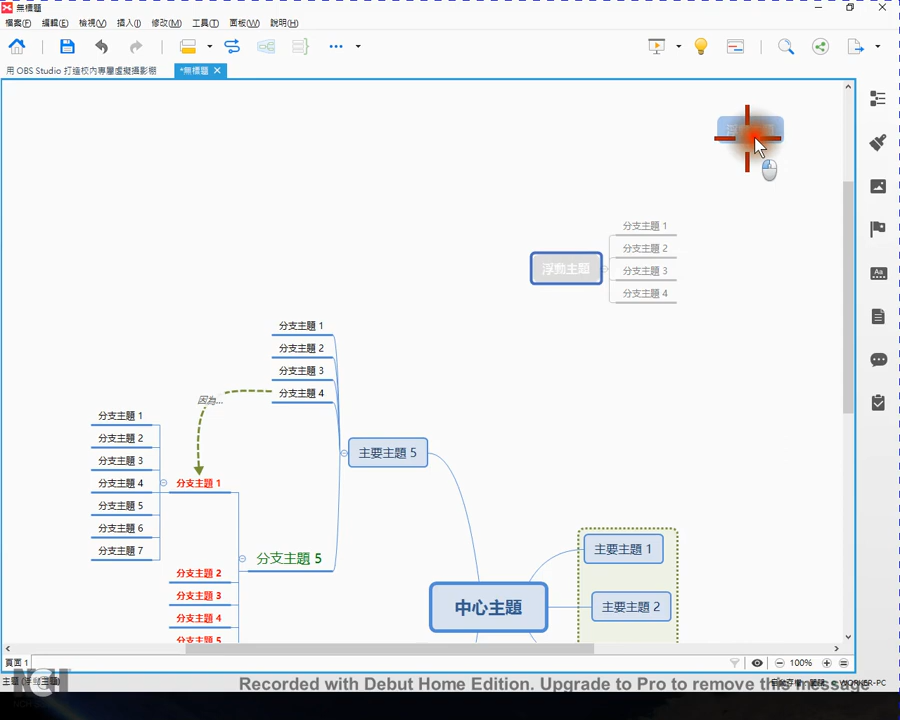 無標題
檔案(F) 編輯(E) 檢視(V) 插入(I) 修改(M) 工具(T) 面板(W) 說明(H)
用 OBS Studio 打造校內專屬虛擬攝影棚
*無標題
浮動主題
分支主題 1
分支主題 2
分支主題 3
分支主題 4
分支主題 1
分支主題 2
分支主題 3
分支主題 4
因為...
主要主題 5
分支主題 1
分支主題 2
分支主題 3
分支主題 4
分支主題 5
分支主題 6
分支主題 7
分支主題 1
分支主題 5
分支主題 2
分支主題 3
分支主題 4
分支主題 5
中心主題
主要主題 1
主要主題 2
頁面 1
100%
主題 (浮動主題)
NCH
Recorded with Debut Home Edition. Upgrade to Pro to remove this message
WORKER-PC